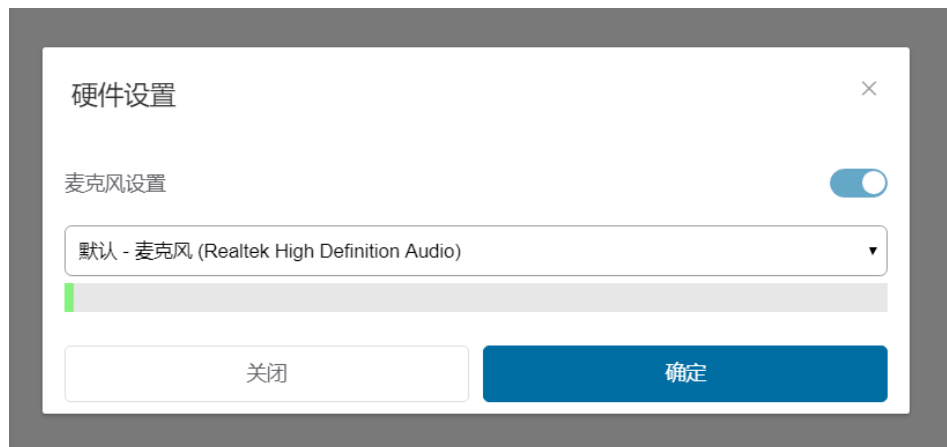 硬件设置
麦克风设置
默认 - 麦克风 (Realtek High Definition Audio)
关闭
确定